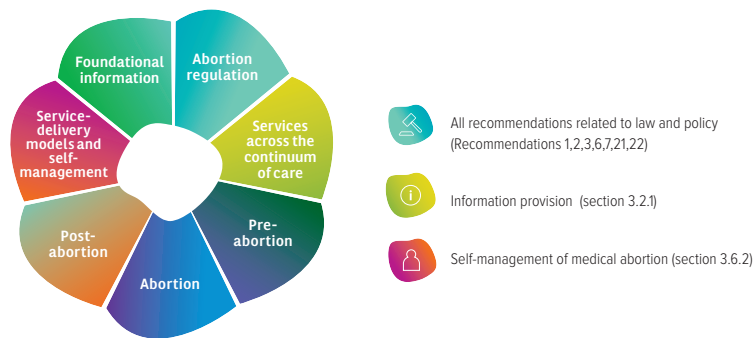 Foundational
information
Abortion
regulation
Services across the
continuum
of care
Pre-
abortion
Abortion
Post-
abortion
Service-
delivery
models and
self-
management
All recommendations related to law and policy
(Recommendations 1,2,3,6,7,21,22)
Information provision (section 3.2.1)
Self-management of medical abortion (section 3.6.2)